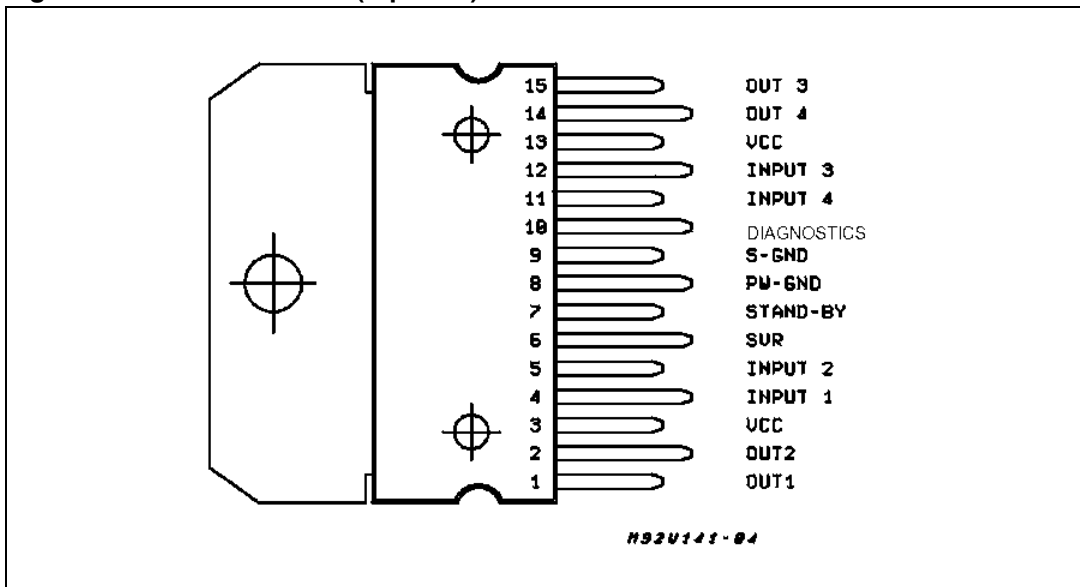 15 OUT 3
14 OUT 4
13 VCC
12 INPUT 3
11 INPUT 4
10 DIAGNOSTICS
9 S-GND
8 PW-GND
7 STAND-BY
6 SVR
5 INPUT 2
4 INPUT 1
3 VCC
2 OUT2
1 OUT1